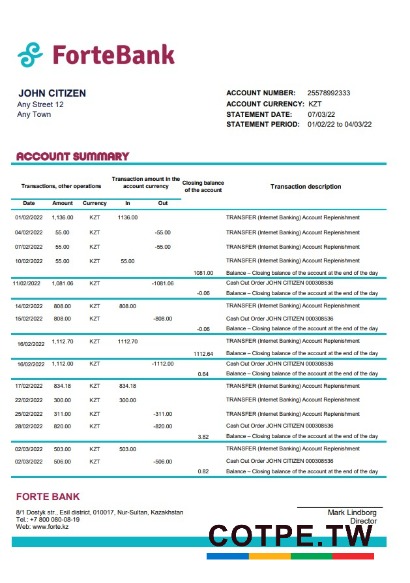 ForteBank
JOHN CITIZEN
Any Street 12
Any Town
ACCOUNT NUMBER: 25578992333
ACCOUNT CURRENCY: KZT
STATEMENT DATE: 07/03/22
STATEMENT PERIOD: 01/02/22 to 04/03/22
ACCOUNT SUMMARY
Transactions, other operations
Transaction amount in the account currency
Closing balance of the account
Transaction description
Date Amount Currency In Out
01/02/2022 1,136.00 KZT 1136.00 TRANSFER (Internet Banking) Account Replenishment
04/02/2022 55.00 KZT -55.00 TRANSFER (Internet Banking) Account Replenishment
07/02/2022 55.00 KZT -55.00 TRANSFER (Internet Banking) Account Replenishment
10/02/2022 55.00 KZT 55.00 TRANSFER (Internet Banking) Account Replenishment
1081.00 Balance – Closing balance of the account at the end of the day
11/02/2022 1,081.06 KZT -1081.06 Cash Out Order JOHN CITIZEN 000308536
-0.06 Balance – Closing balance of the account at the end of the day
14/02/2022 808.00 KZT 808.00 TRANSFER (Internet Banking) Account Replenishment
15/02/2022 808.00 KZT -808.00 Cash Out Order JOHN CITIZEN 000308536
-0.06 Balance – Closing balance of the account at the end of the day
16/02/2022 1,112.70 KZT 1112.70 TRANSFER (Internet Banking) Account Replenishment
1112.64 Balance – Closing balance of the account at the end of the day
16/02/2022 1,112.00 KZT -1112.00 Cash Out Order JOHN CITIZEN 000308536
0.64 Balance – Closing balance of the account at the end of the day
17/02/2022 834.18 KZT 834.18 TRANSFER (Internet Banking) Account Replenishment
22/02/2022 300.00 KZT 300.00 TRANSFER (Internet Banking) Account Replenishment
25/02/2022 311.00 KZT -311.00 TRANSFER (Internet Banking) Account Replenishment
28/02/2022 820.00 KZT -820.00 Cash Out Order JOHN CITIZEN 000308536
3.82 Balance – Closing balance of the account at the end of the day
02/03/2022 503.00 KZT 503.00 TRANSFER (Internet Banking) Account Replenishment
02/03/2022 506.00 KZT -506.00 Cash Out Order JOHN CITIZEN 000308536
0.82 Balance – Closing balance of the account at the end of the day
FORTE BANK
8/1 Dostyk str., Esil district, 010017, Nur-Sultan, Kazakhstan
Tel.: +7 800 080-08-19
Web: www.forte.kz
Mark Lindborg
Director
COTPE.TW